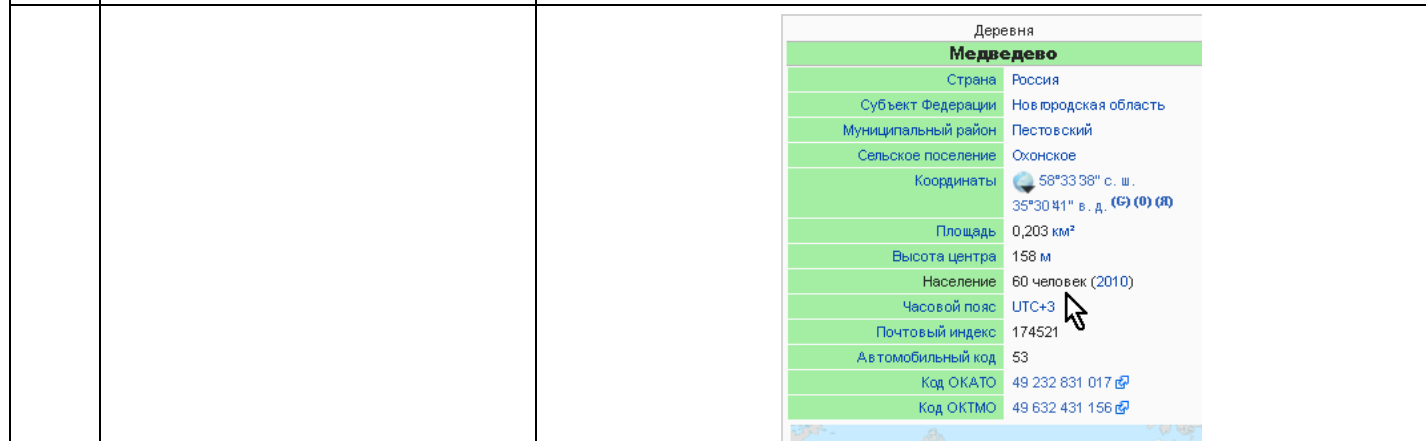 Деревня
Медведево
Страна Россия
Субъект Федерации Новгородская область
Муниципальный район Пестовский
Сельское поселение Охонское
Координаты 58°33′38″ с. ш.
35°30′41″ в. д. (G) (O) (Я)
Площадь 0,203 км²
Высота центра 158 м
Население 60 человек (2010)
Часовой пояс UTC+3
Почтовый индекс 174521
Автомобильный код 53
Код ОКАТО 49 232 831 017
Код ОКТМО 49 632 431 156